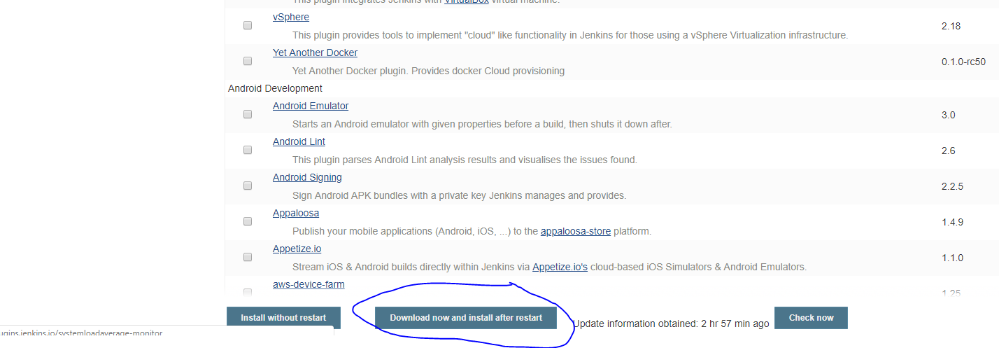 This plugin integrates Jenkins with VirtualBox virtual machine.
vSphere
This plugin provides tools to implement "cloud" like functionality in Jenkins for those using a vSphere Virtualization infrastructure.
2.18
Yet Another Docker
Yet Another Docker plugin. Provides docker Cloud provisioning
0.1.0-rc50
Android Development
Android Emulator
Starts an Android emulator with given properties before a build, then shuts it down after.
3.0
Android Lint
This plugin parses Android Lint analysis results and visualises the issues found.
2.6
Android Signing
Sign Android APK bundles with a private key Jenkins manages and provides.
2.2.5
Appaloosa
Publish your mobile applications (Android, iOS, ...) to the appaloosa-store platform.
1.4.9
Appetize.io
Stream iOS & Android builds directly within Jenkins via Appetize.io's cloud-based iOS Simulators & Android Emulators.
1.1.0
aws-device-farm
1.25
Install without restart
Download now and install after restart
Update information obtained: 2 hr 57 min ago
Check now
ugins.jenkins.io/systemloadaverage-monitor